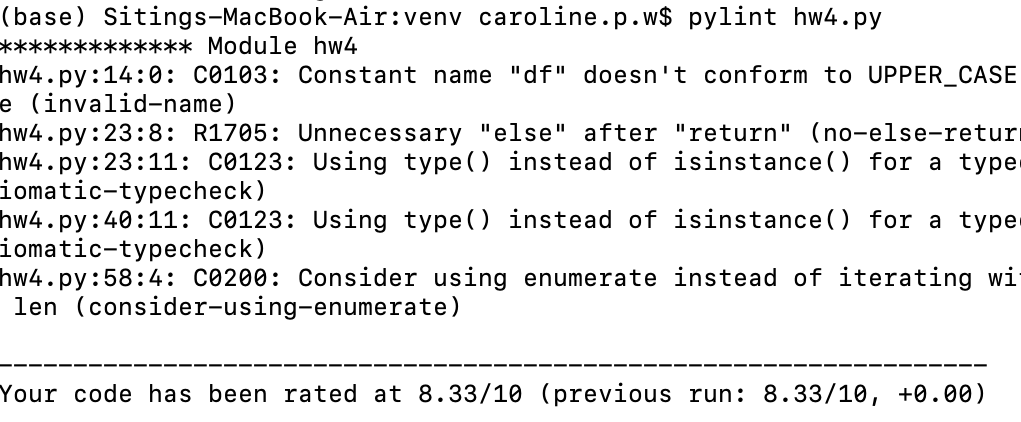 (base) Sitings-MacBook-Air:venv caroline.p.w$ pylint hw4.py
************* Module hw4
hw4.py:14:0: C0103: Constant name "df" doesn't conform to UPPER_CASE
e (invalid-name)
hw4.py:23:8: R1705: Unnecessary "else" after "return" (no-else-retur
hw4.py:23:11: C0123: Using type() instead of isinstance() for a type
iomatic-typecheck)
hw4.py:40:11: C0123: Using type() instead of isinstance() for a type
iomatic-typecheck)
hw4.py:58:4: C0200: Consider using enumerate instead of iterating wi
len (consider-using-enumerate)
--------------------------------------------------------------------
Your code has been rated at 8.33/10 (previous run: 8.33/10, +0.00)